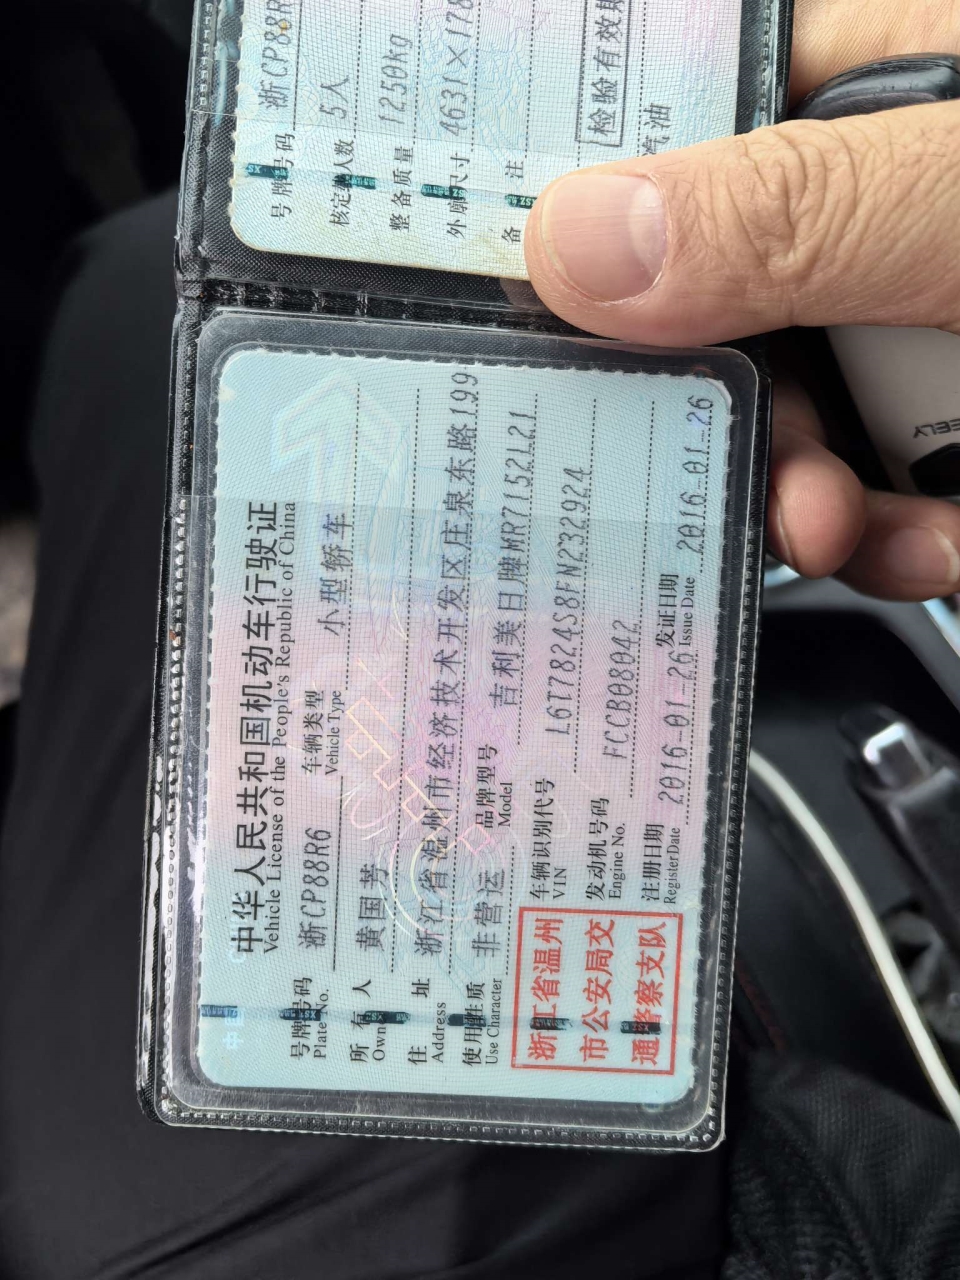 中华人民共和国机动车行驶证
Vehicle License of the People's Republic of China
号牌号码 浙CP88R6 车辆类型 小型轿车
Plate No. Vehicle Type
所有人 黄国芳
Owner
住址 浙江省温州市经济技术开发区庄泉东路199
Address
使用性质 非营运 品牌型号 吉利美日牌MR7152L21
Use Character Model
浙江省温州
市公安局交
通警察支队
车辆识别代号 L6T7824S8FN232924
VIN
发动机号码 FCCB08042
Engine No.
注册日期 2016-01-26 发证日期 2016-01-26
Register Date Issue Date
号牌号码 浙CP88R
核定载人数 5人
整备质量 1250kg
外廓尺寸 4631×178
备注
检验有效期
汽油
EELY